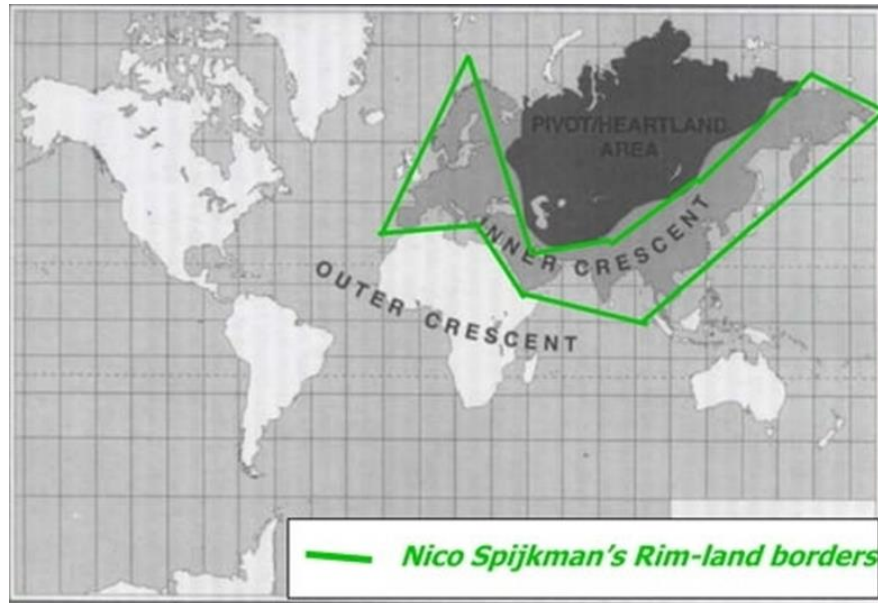 PIVOT/HEARTLAND
AREA
INNER CRESCENT
OUTER CRESCENT
Nico Spijkman's Rim-land borders